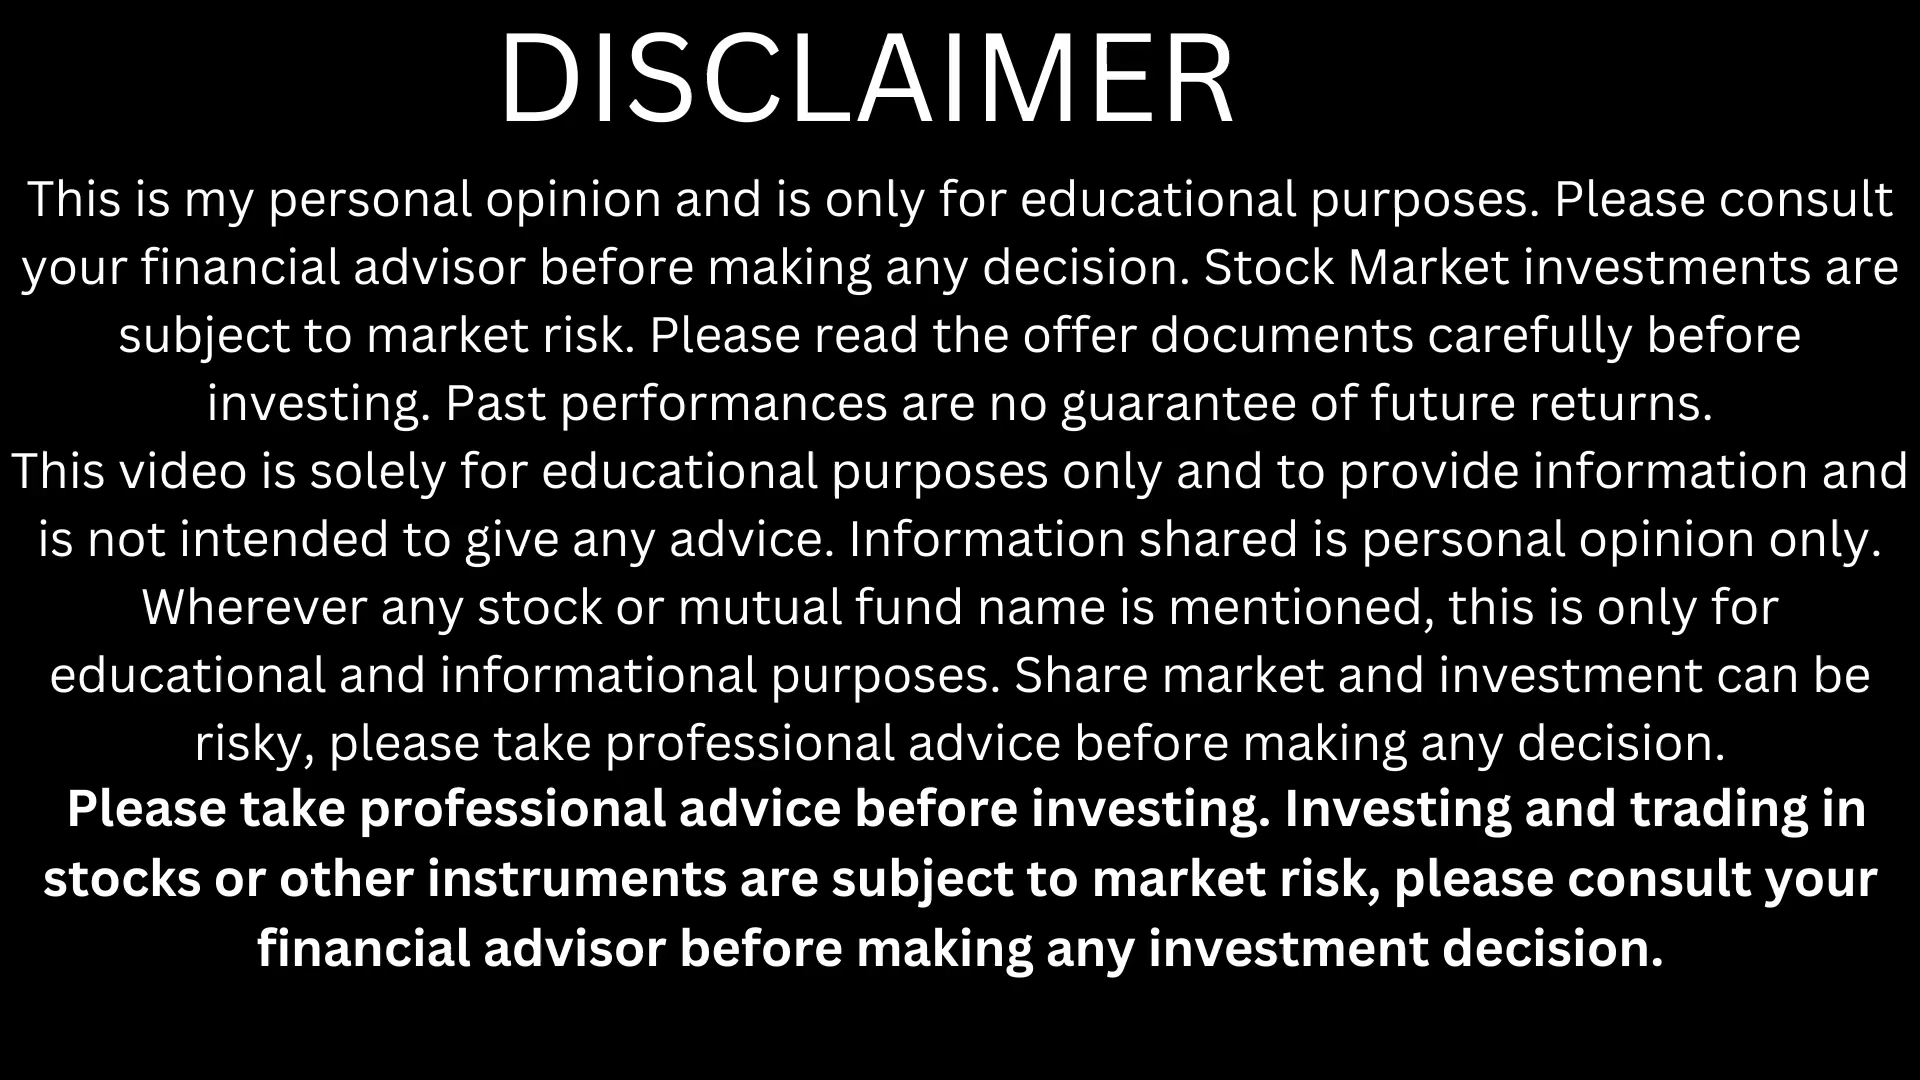 DISCLAIMER
This is my personal opinion and is only for educational purposes. Please consult
your financial advisor before making any decision. Stock Market investments are
subject to market risk. Please read the offer documents carefully before
investing. Past performances are no guarantee of future returns.
This video is solely for educational purposes only and to provide information and
is not intended to give any advice. Information shared is personal opinion only.
Wherever any stock or mutual fund name is mentioned, this is only for
educational and informational purposes. Share market and investment can be
risky, please take professional advice before making any decision.
Please take professional advice before investing. Investing and trading in
stocks or other instruments are subject to market risk, please consult your
financial advisor before making any investment decision.